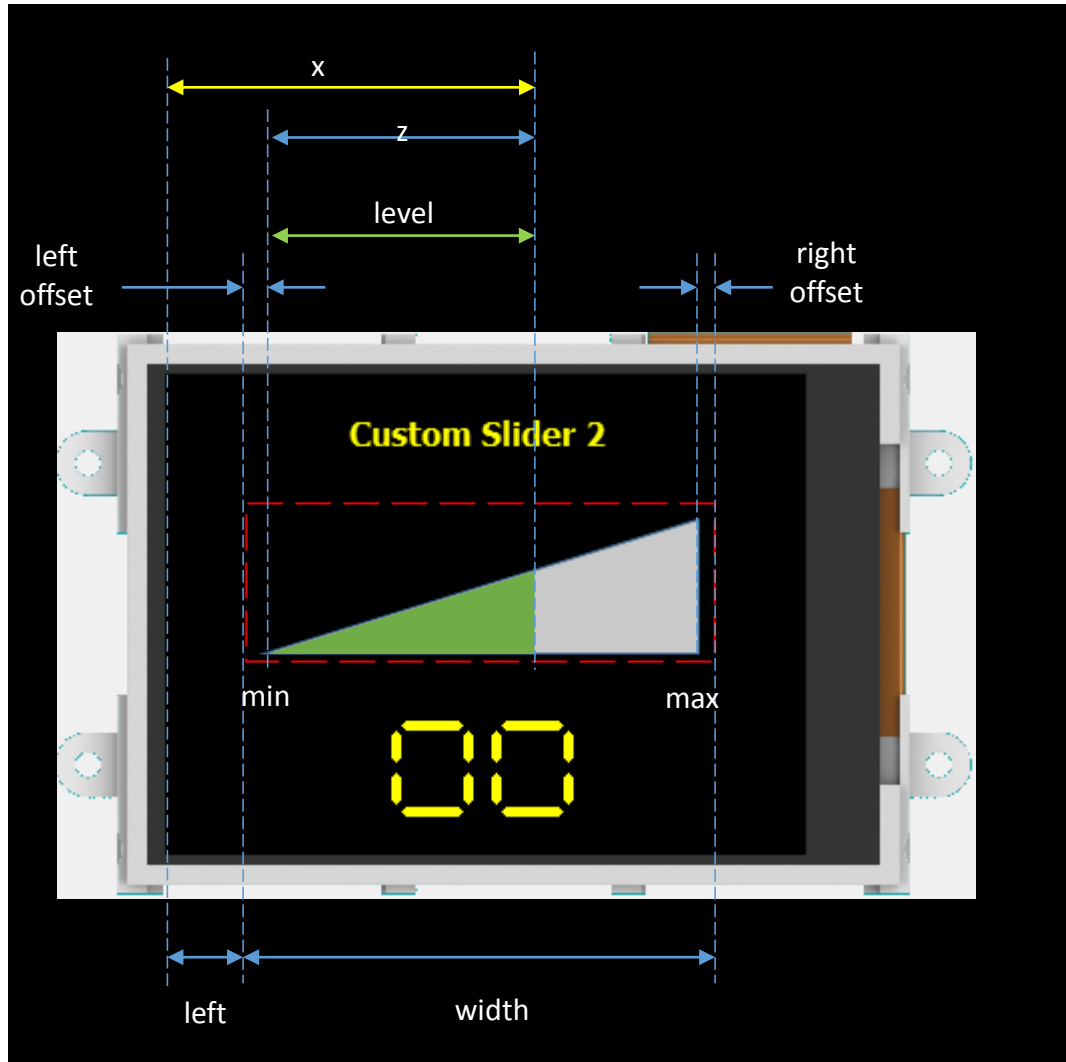 x
z
level
left
offset
right
offset
Custom Slider 2
min
max
00
left
width